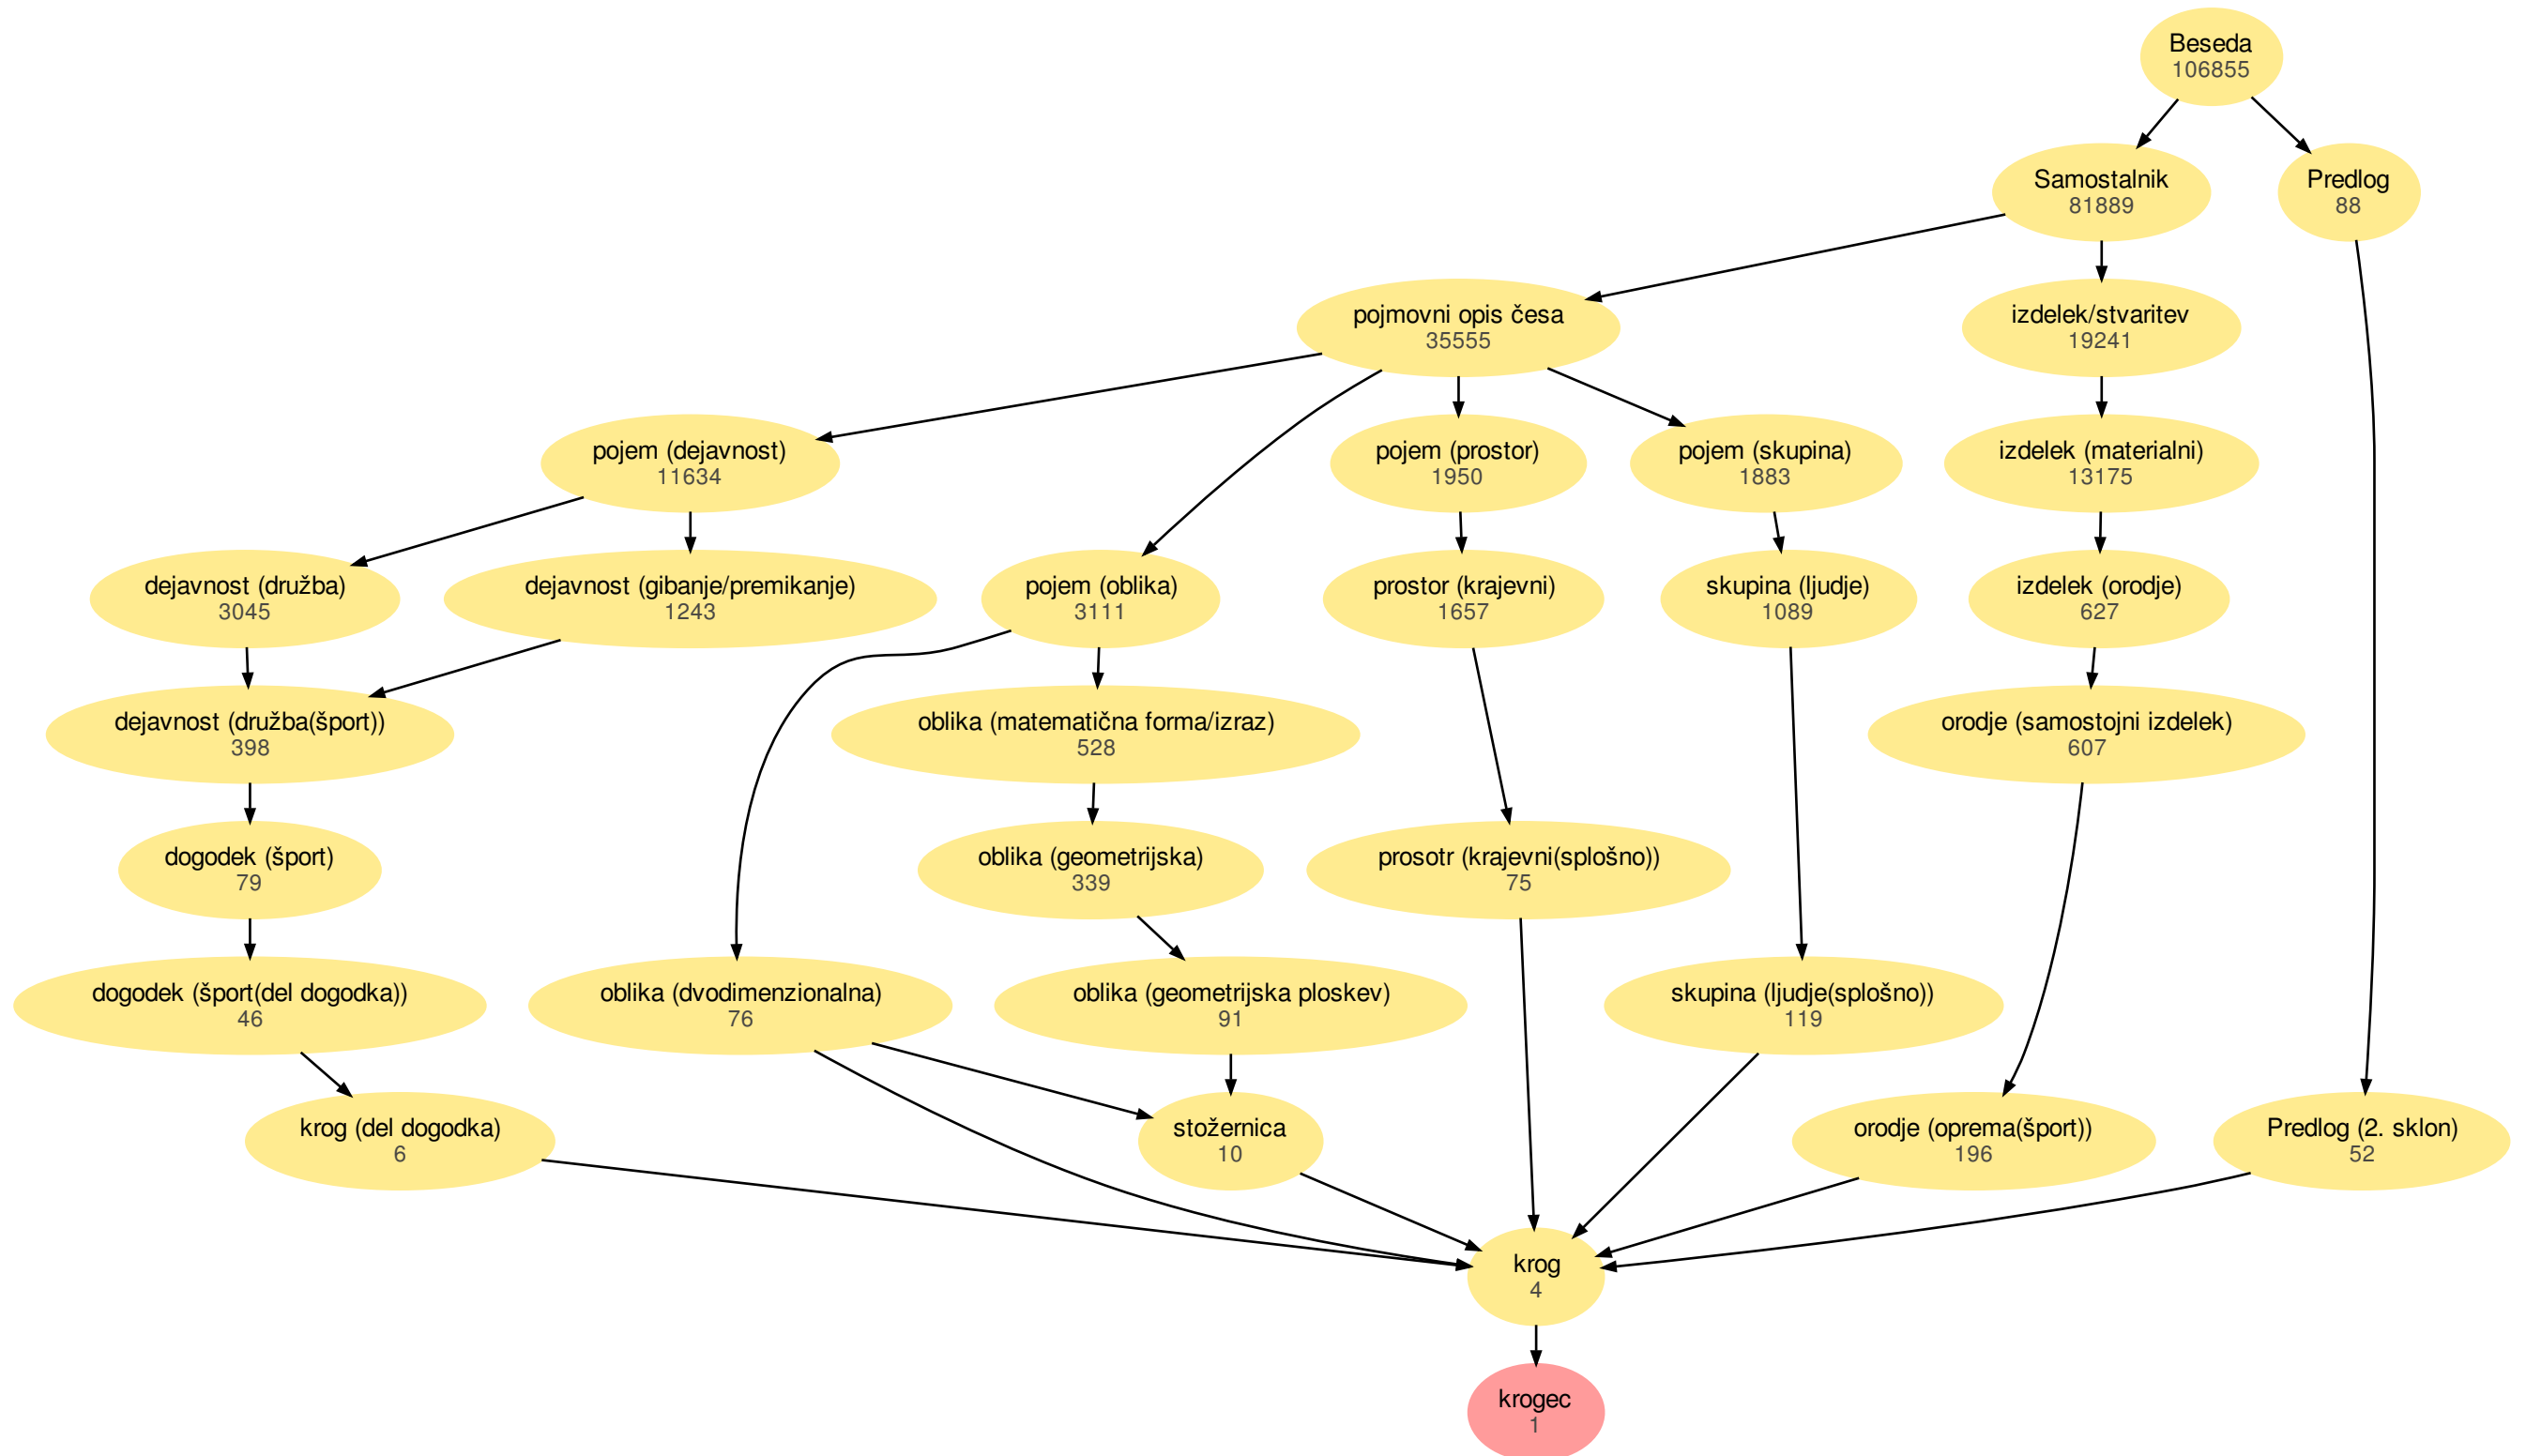 Beseda
106855
Samostalnik
81889
Predlog
88
pojmovni opis česa
35555
izdelek/stvaritev
19241
pojem (dejavnost)
11634
pojem (prostor)
1950
pojem (skupina)
1883
izdelek (materialni)
13175
dejavnost (družba)
3045
dejavnost (gibanje/premikanje)
1243
pojem (oblika)
3111
prostor (krajevni)
1657
skupina (ljudje)
1089
izdelek (orodje)
627
dejavnost (družba(šport))
398
oblika (matematična forma/izraz)
528
orodje (samostojni izdelek)
607
dogodek (šport)
79
oblika (geometrijska)
339
prosotr (krajevni(splošno))
75
dogodek (šport(del dogodka))
46
oblika (dvodimenzionalna)
76
oblika (geometrijska ploskev)
91
skupina (ljudje(splošno))
119
krog (del dogodka)
6
stožernica
10
orodje (oprema(šport))
196
Predlog (2. sklon)
52
krog
4
krogec
1